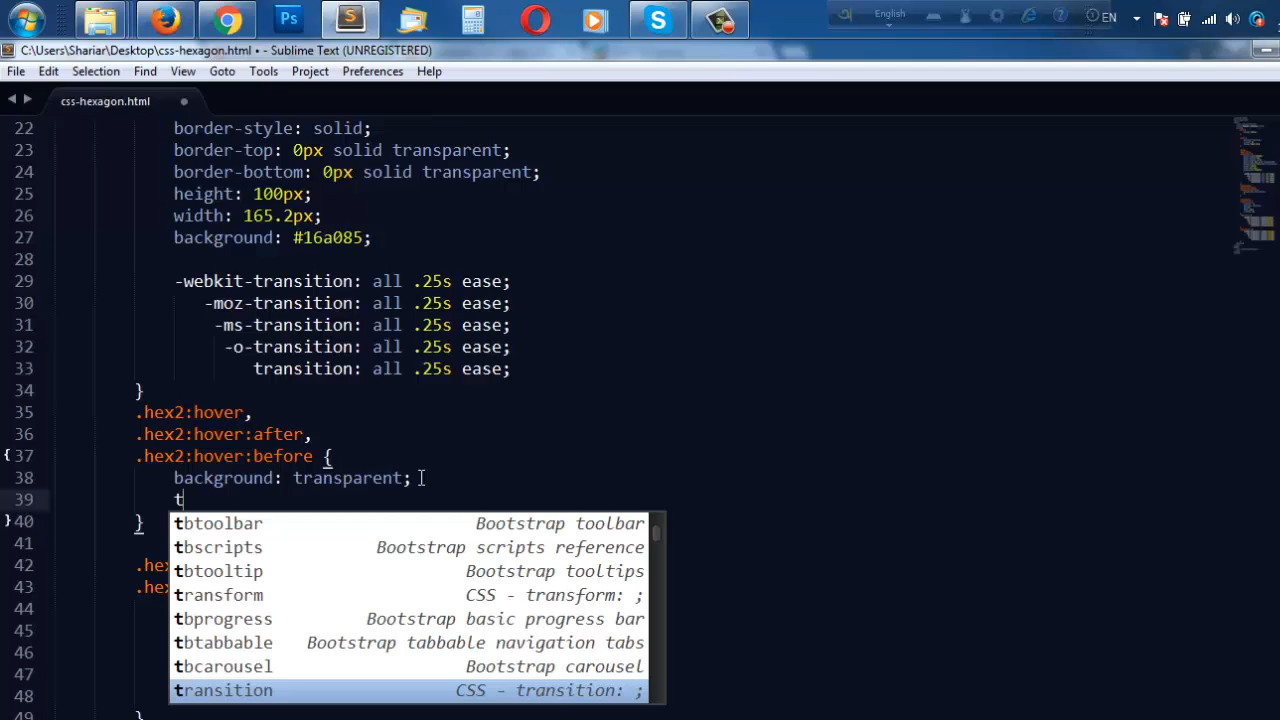 Ps
English
EN
C:\Users\Shariar\Desktop\css-hexagon.html • - Sublime Text (UNREGISTERED)
File Edit Selection Find View Goto Tools Project Preferences Help
css-hexagon.html
22 border-style: solid;
23 border-top: 0px solid transparent;
24 border-bottom: 0px solid transparent;
25 height: 100px;
26 width: 165.2px;
27 background: #16a085;
28
29 -webkit-transition: all .25s ease;
30 -moz-transition: all .25s ease;
31 -ms-transition: all .25s ease;
32 -o-transition: all .25s ease;
33 transition: all .25s ease;
34 }
35 .hex2:hover,
36 .hex2:hover:after,
{ 37 .hex2:hover:before {
38 background: transparent;
39 t
} 40 }
tbtoolbar Bootstrap toolbar
41
tbscripts Bootstrap scripts reference
42 .hex
tbtooltip Bootstrap tooltips
43 .hex
transform CSS - transform: ;
44
tbprogress Bootstrap basic progress bar
45
tbtabbable Bootstrap tabbable navigation tabs
46
tbcarousel Bootstrap carousel
47
transition CSS - transition: ;
48
49 }